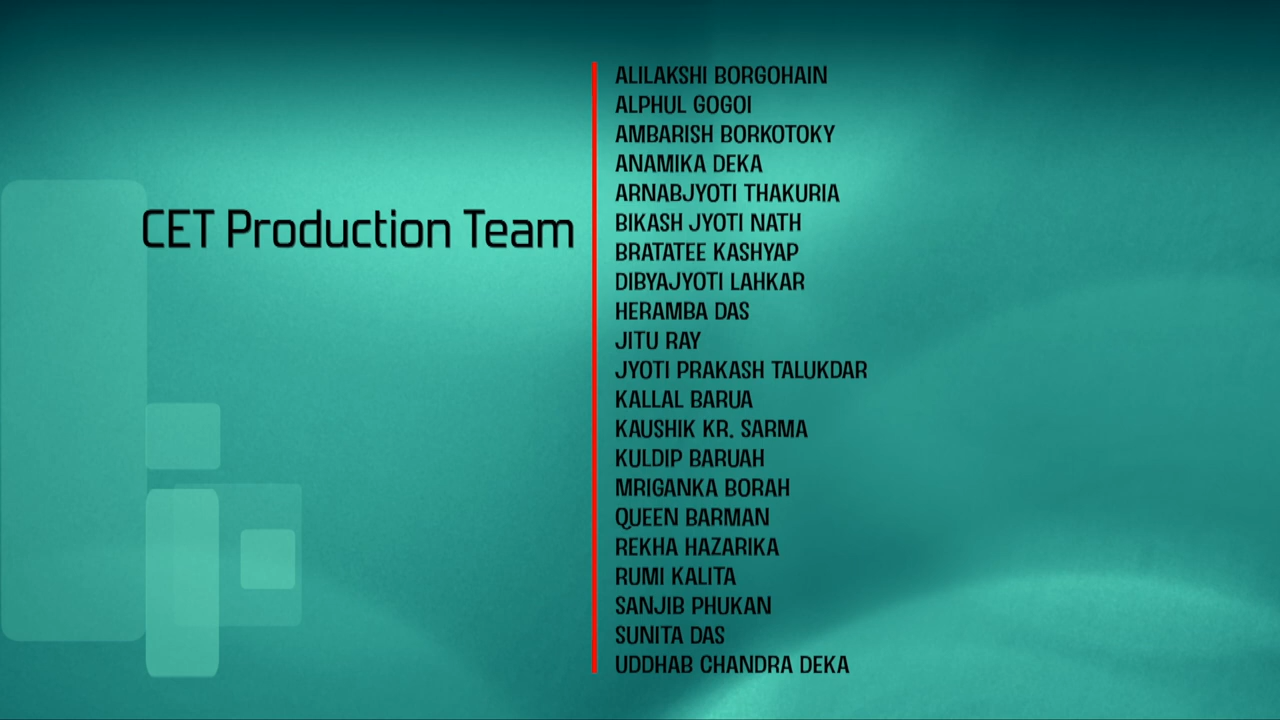 CET Production Team
ALILAKSHI BORGOHAIN
ALPHUL GOGOI
AMBARISH BORKOTOKY
ANAMIKA DEKA
ARNABJYOTI THAKURIA
BIKASH JYOTI NATH
BRATATEE KASHYAP
DIBYAJYOTI LAHKAR
HERAMBA DAS
JITU RAY
JYOTI PRAKASH TALUKDAR
KALLAL BARUA
KAUSHIK KR. SARMA
KULDIP BARUAH
MRIGANKA BORAH
QUEEN BARMAN
REKHA HAZARIKA
RUMI KALITA
SANJIB PHUKAN
SUNITA DAS
UDDHAB CHANDRA DEKA